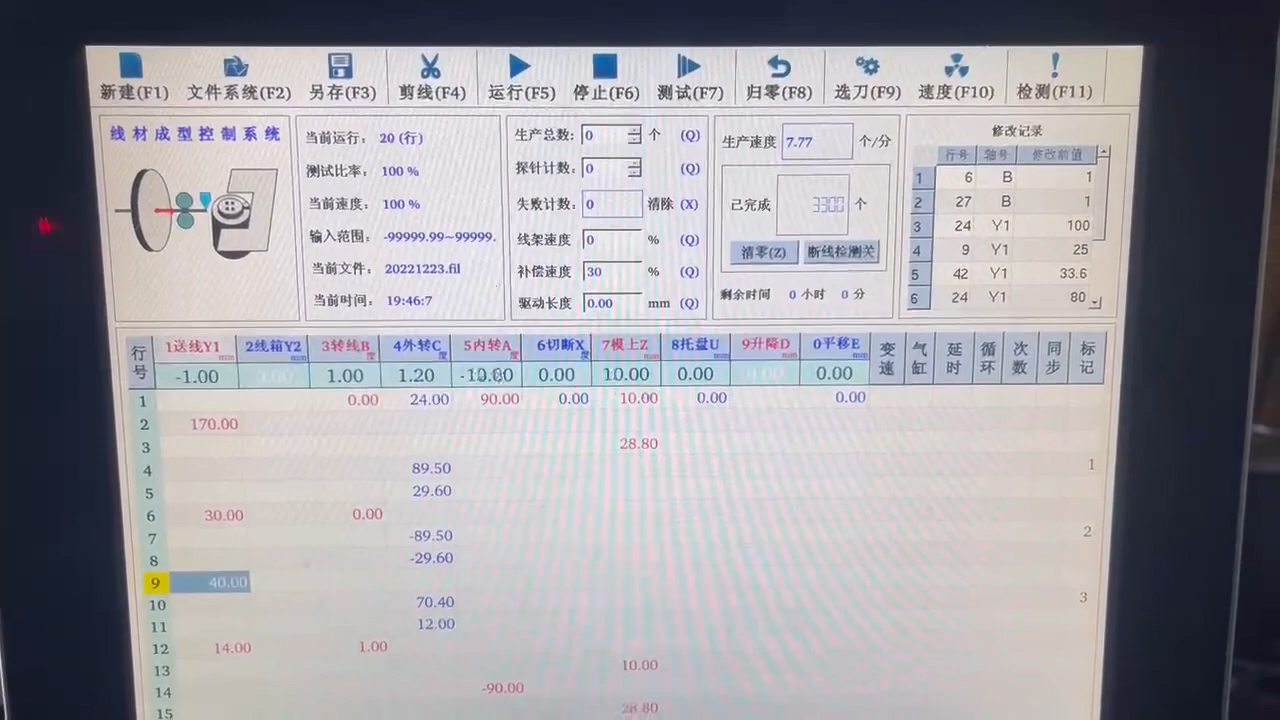 新建(F1) 文件系统(F2) 另存(F3) 剪线(F4) 运行(F5) 停止(F6) 测试(F7) 归零(F8) 选刀(F9) 速度(F10) 检测(F11)
线材成型控制系统
当前运行: 20 (行)
测试比率: 100 %
当前速度: 100 %
输入范围: -99999.99~99999.
当前文件: 20221223.fil
当前时间: 19:46:7
生产总数: 0 个 (Q)
探针计数: 0 (Q)
失败计数: 0 清除 (X)
线架速度 0 % (Q)
补偿速度 30 % (Q)
驱动长度 0.00 mm (Q)
生产速度 7.77 个/分
已完成 3300 个
清零(Z) 断线检测关
剩余时间 0 小时 0 分
修改记录
行号 轴号 修改前值
1 6 B 1
2 27 B 1
3 24 Y1 100
4 9 Y1 25
5 42 Y1 33.6
6 24 Y1 80
行号 1送线Y1 mm 2线箱Y2 mm 3转线B 度 4外转C 度 5内转A 度 6切断X mm 7模上Z mm 8托盘U mm 9升降D mm 0平移E mm 变速 气缸 延时 循环 次数 同步 标记
-1.00 0.00 1.00 1.20 -10.80 0.00 10.00 0.00 0.00 0.00
1 0.00 24.00 90.00 0.00 10.00 0.00 0.00
2 170.00
3 28.80
4 89.50 1
5 29.60
6 30.00 0.00
7 -89.50 2
8 -29.60
9 40.00
10 70.40 3
11 12.00
12 14.00 1.00
13 10.00
14 -90.00
15 -28.80